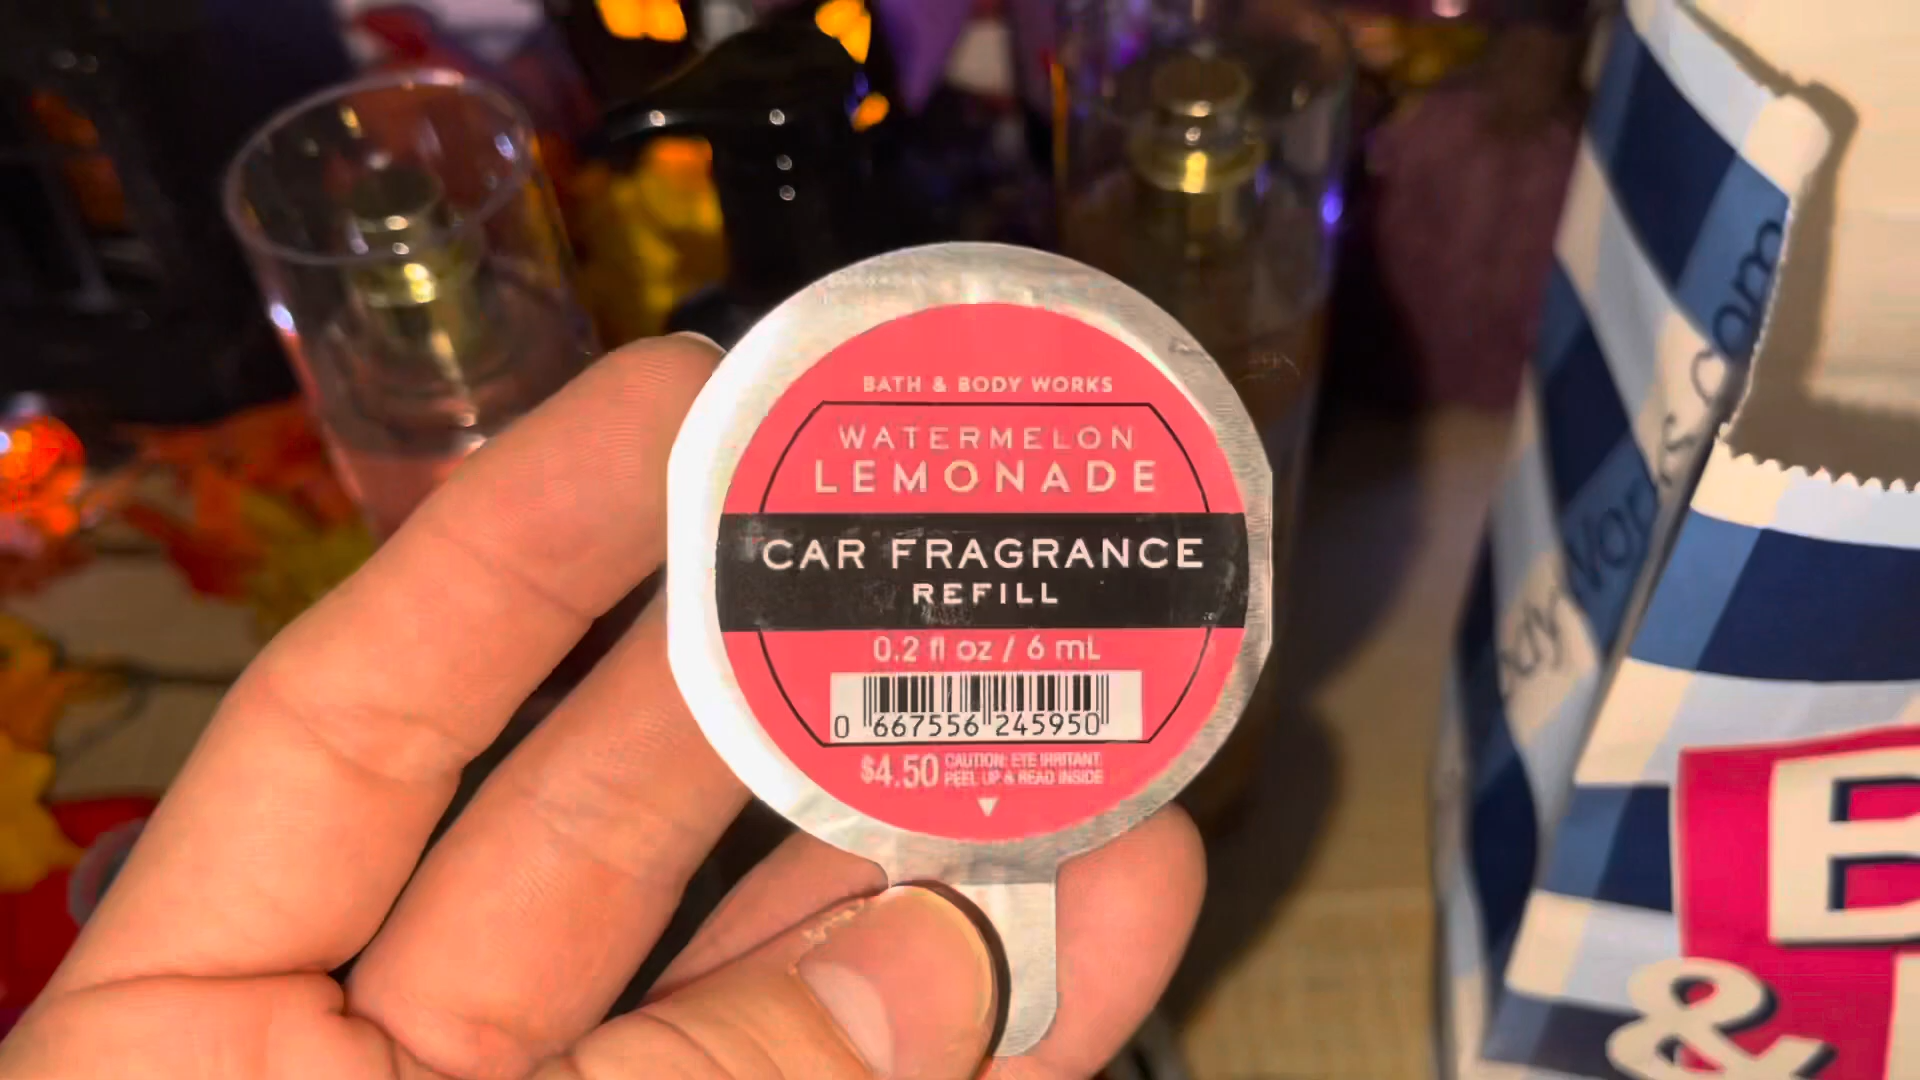 BATH & BODY WORKS
WATERMELON
LEMONADE
CAR FRAGRANCE
REFILL
0.2 fl oz / 6 mL
0 667556 245950
$4.50 CAUTION: EYE IRRITANT
PEEL UP & READ INSIDE
B
&